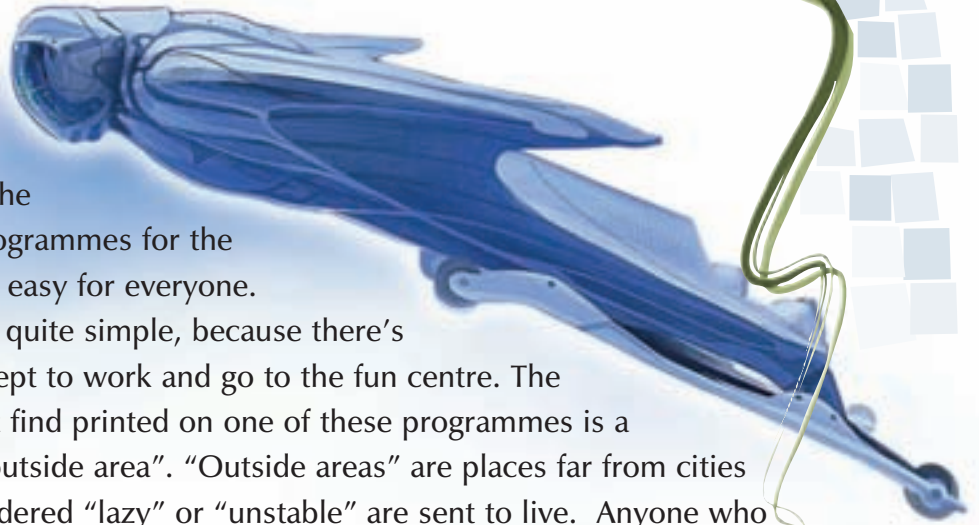 he
ogrammes for the
easy for everyone.
quite simple, because there's
ept to work and go to the fun centre. The
find printed on one of these programmes is a
outside area”. “Outside areas” are places far from cities
dered “lazy” or “unstable” are sent to live. Anyone who